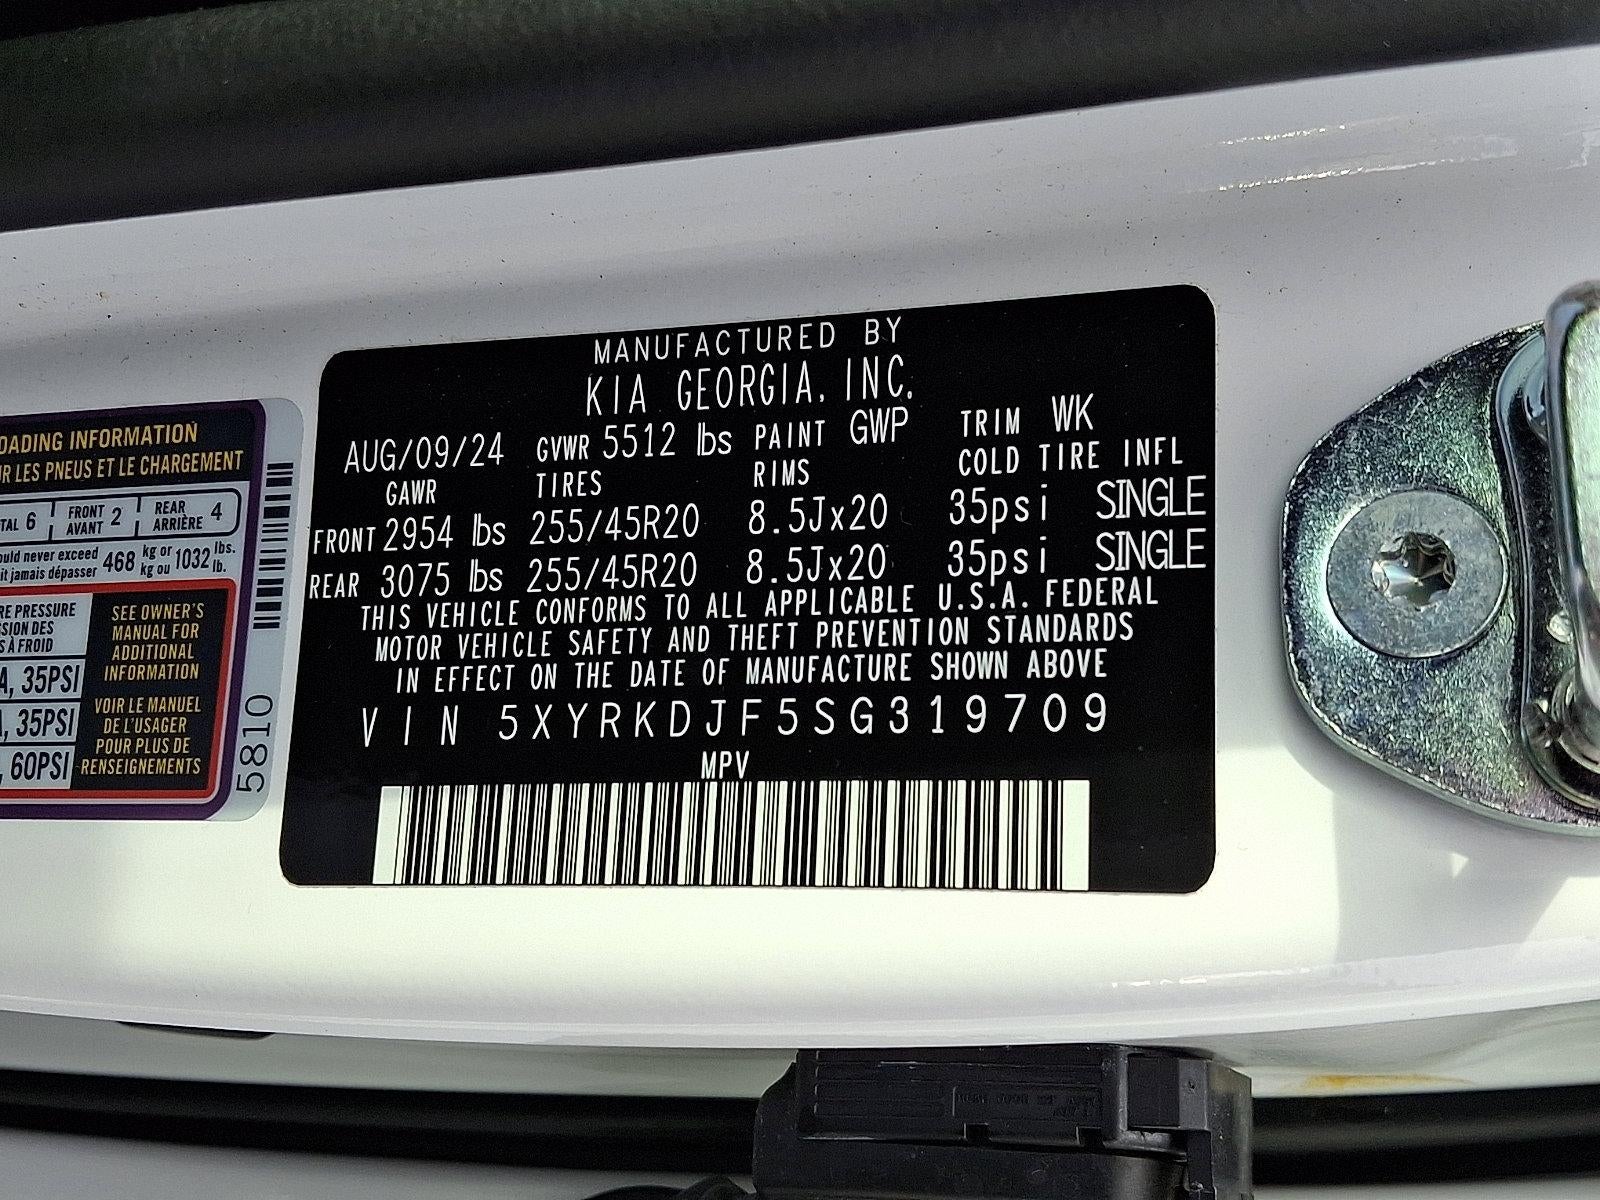 MANUFACTURED BY
KIA GEORGIA, INC.
AUG/09/24 GVWR 5512 lbs PAINT GWP TRIM WK
GAWR TIRES RIMS COLD TIRE INFL
FRONT 2954 lbs 255/45R20 8.5Jx20 35psi SINGLE
REAR 3075 lbs 255/45R20 8.5Jx20 35psi SINGLE
THIS VEHICLE CONFORMS TO ALL APPLICABLE U.S.A. FEDERAL
MOTOR VEHICLE SAFETY AND THEFT PREVENTION STANDARDS
IN EFFECT ON THE DATE OF MANUFACTURE SHOWN ABOVE
VIN 5XYRKDJF5SG319709
MPV
OADING INFORMATION
UR LES PNEUS ET LE CHARGEMENT
TAL 6 FRONT 2 REAR 4
AVANT ARRIÈRE
ould never exceed 468 kg or 1032 lbs.
it jamais dépasser kg ou lb.
RE PRESSURE
SION DES
S À FROID
A, 35PSI
A, 35PSI
, 60PSI
SEE OWNER'S
MANUAL FOR
ADDITIONAL
INFORMATION
VOIR LE MANUEL
DE L'USAGER
POUR PLUS DE
RENSEIGNEMENTS
5810